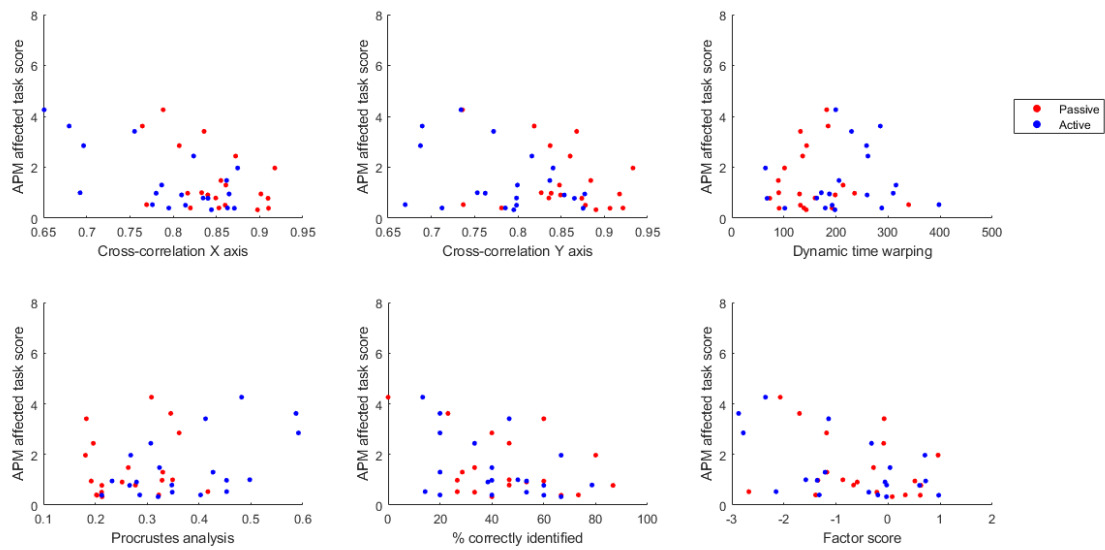 8
6
4
2
0
APM affected task score
0.65 0.7 0.75 0.8 0.85 0.9 0.95
Cross-correlation X axis
8
6
4
2
0
APM affected task score
0.65 0.7 0.75 0.8 0.85 0.9 0.95
Cross-correlation Y axis
8
6
4
2
0
APM affected task score
0 100 200 300 400 500
Dynamic time warping
Passive
Active
8
6
4
2
0
APM affected task score
0.1 0.2 0.3 0.4 0.5 0.6
Procrustes analysis
8
6
4
2
0
APM affected task score
0 20 40 60 80 100
% correctly identified
8
6
4
2
0
APM affected task score
-3 -2 -1 0 1 2
Factor score